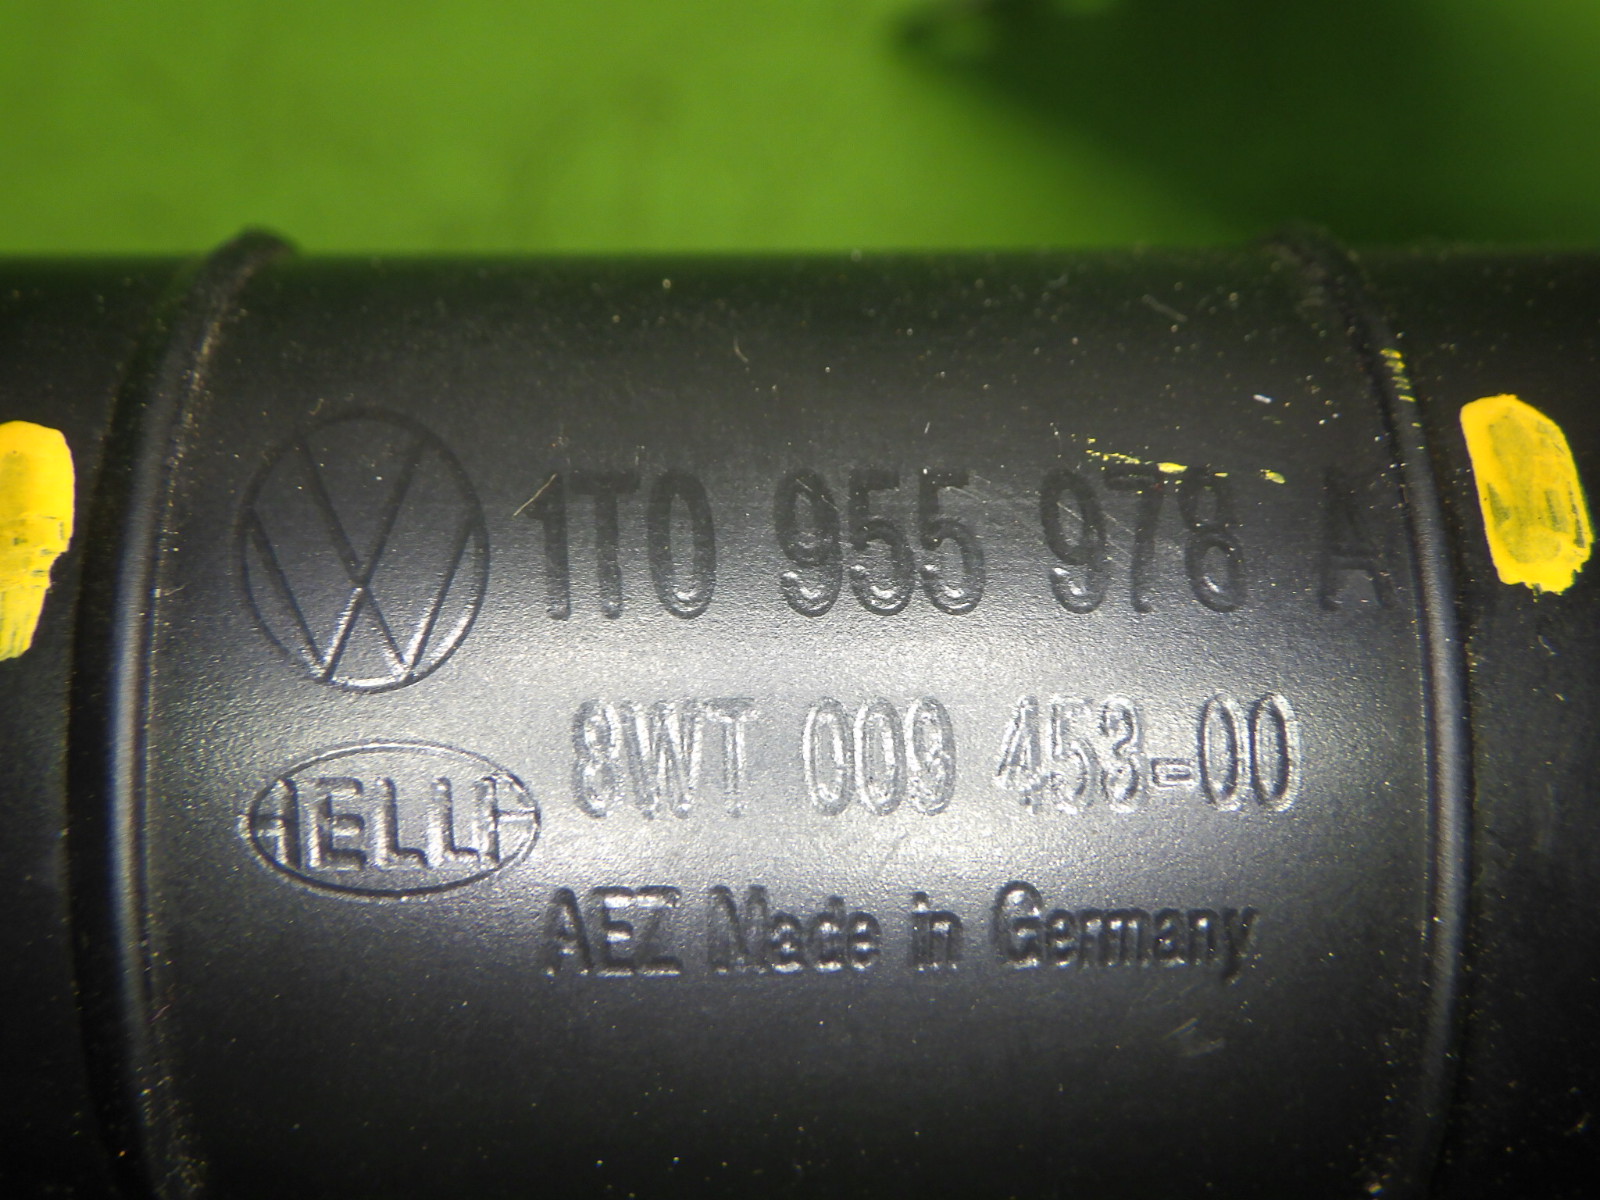 1T0 955 978 A
8WT 009 453-00
HELLA
AEZ Made in Germany